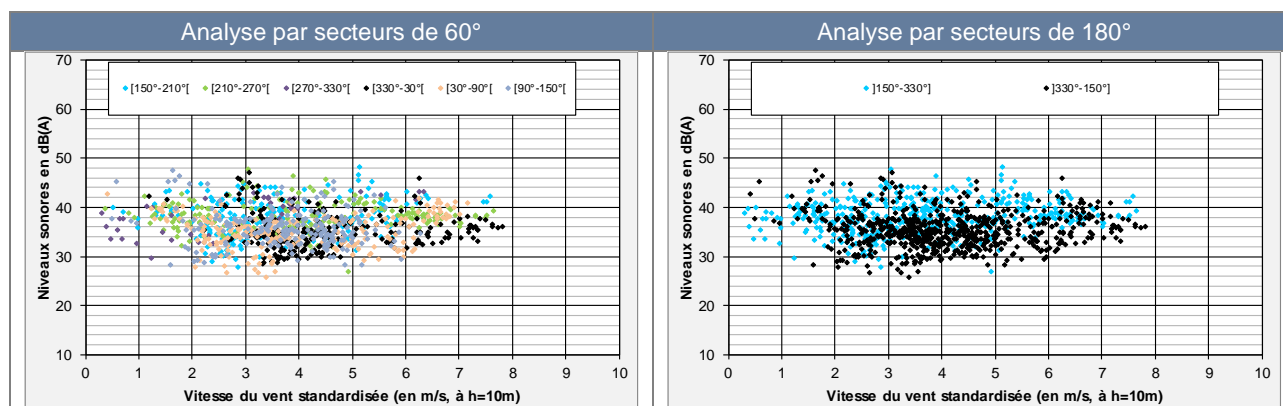 Analyse par secteurs de 60°
Analyse par secteurs de 180°
70
60
50
40
30
20
10
Niveaux sonores en dB(A)
[150°-210°[ [210°-270°[ [270°-330°[ [330°-30°[ [30°-90°[ [90°-150°[
0 1 2 3 4 5 6 7 8 9 10
Vitesse du vent standardisée (en m/s, à h=10m)
70
60
50
40
30
20
10
Niveaux sonores en dB(A)
]150°-330°] ]330°-150°]
0 1 2 3 4 5 6 7 8 9 10
Vitesse du vent standardisée (en m/s, à h=10m)